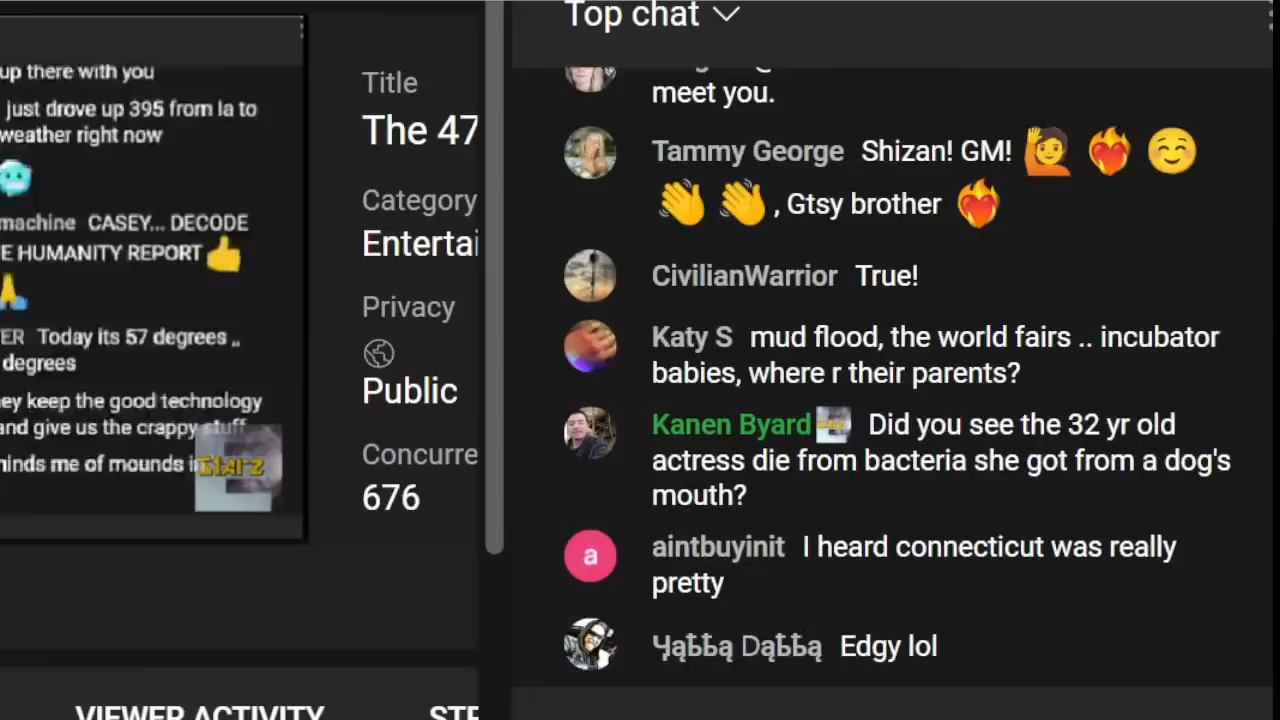 up there with you
just drove up 395 from la to
weather right now
machine CASEY... DECODE
E HUMANITY REPORT
ER Today its 57 degrees ,,
degrees
ey keep the good technology
and give us the crappy stuff
minds me of mounds i
Starz
Title
The 47
Category
Entertai
Privacy
Public
Concurre
676
VIEWER ACTIVITY
STR
Top chat
meet you.
Tammy George Shizan! GM!
, Gtsy brother
CivilianWarrior True!
Katy S mud flood, the world fairs .. incubator
babies, where r their parents?
Kanen Byard Did you see the 32 yr old
actress die from bacteria she got from a dog's
mouth?
a
aintbuyinit I heard connecticut was really
pretty
Ҹąҍҍą Dąҍҍą Edgy lol